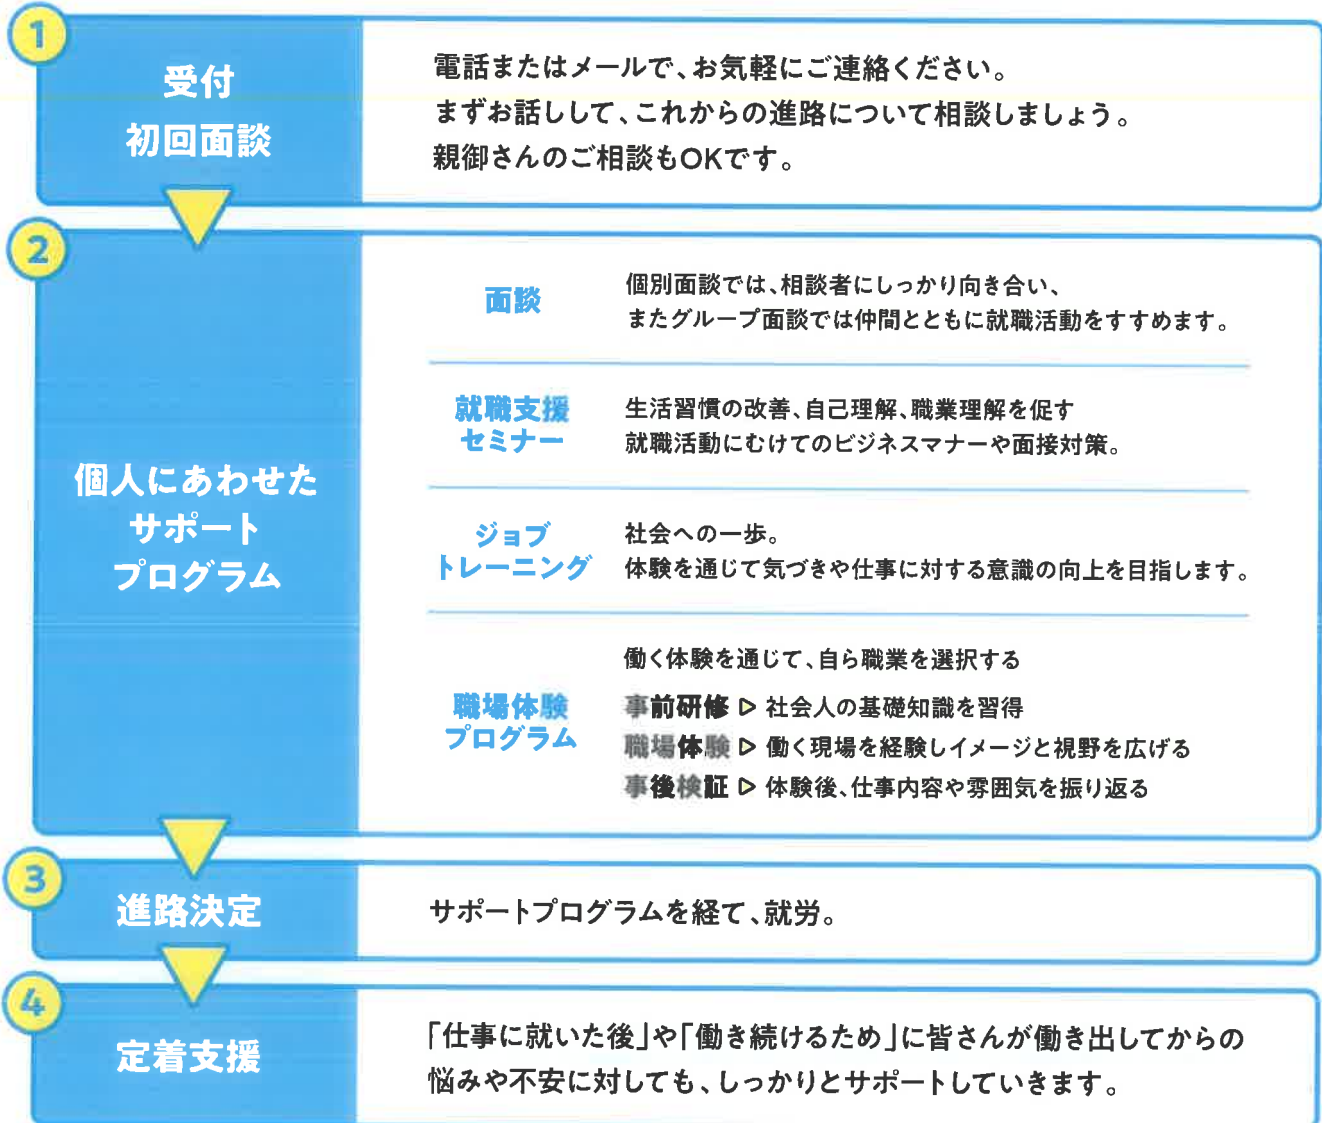 1
受付
初回面談
電話またはメールで、お気軽にご連絡ください。
まずお話しして、これからの進路について相談しましょう。
親御さんのご相談もOKです。
2
個人にあわせた
サポート
プログラム
面談
個別面談では、相談者にしっかり向き合い、
またグループ面談では仲間とともに就職活動をすすめます。
就職支援
セミナー
生活習慣の改善、自己理解、職業理解を促す
就職活動にむけてのビジネスマナーや面接対策。
ジョブ
トレーニング
社会への一歩。
体験を通じて気づきや仕事に対する意識の向上を目指します。
職場体験
プログラム
働く体験を通じて、自ら職業を選択する
事前研修 ▷ 社会人の基礎知識を習得
職場体験 ▷ 働く現場を経験しイメージと視野を広げる
事後検証 ▷ 体験後、仕事内容や雰囲気を振り返る
3
進路決定
サポートプログラムを経て、就労。
4
定着支援
「仕事に就いた後」や「働き続けるため」に皆さんが働き出してからの
悩みや不安に対しても、しっかりとサポートしていきます。